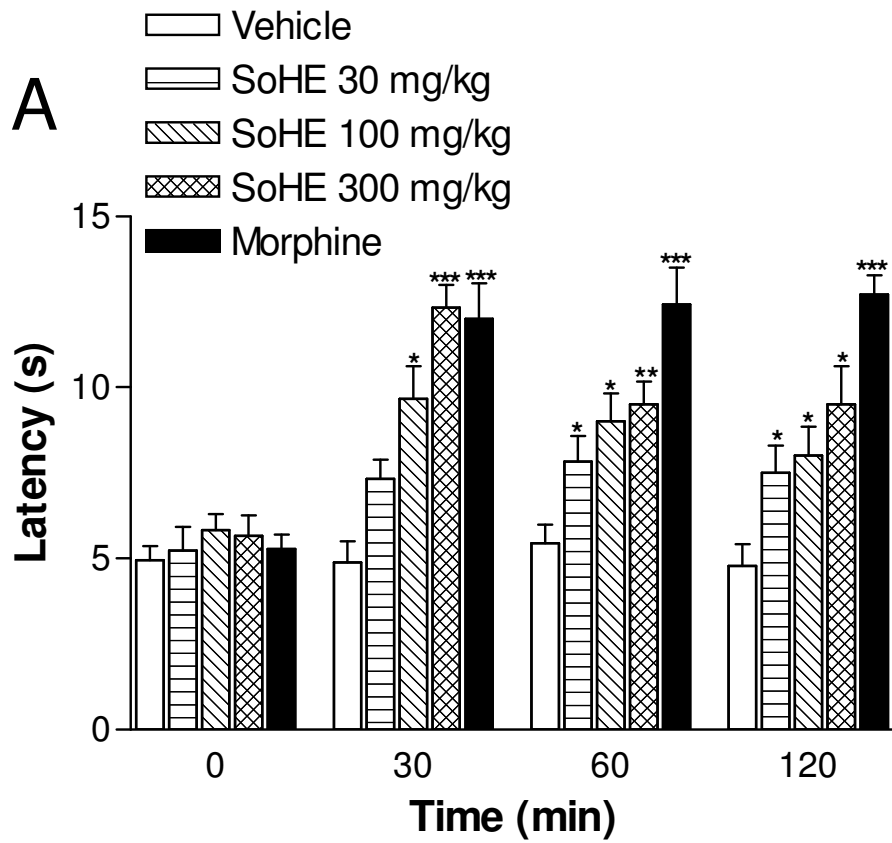 A
Vehicle
SoHE 30 mg/kg
SoHE 100 mg/kg
SoHE 300 mg/kg
Morphine
15
10
5
0
Latency (s)
*
***
***
*
*
**
***
*
*
*
***
0
30
60
120
Time (min)